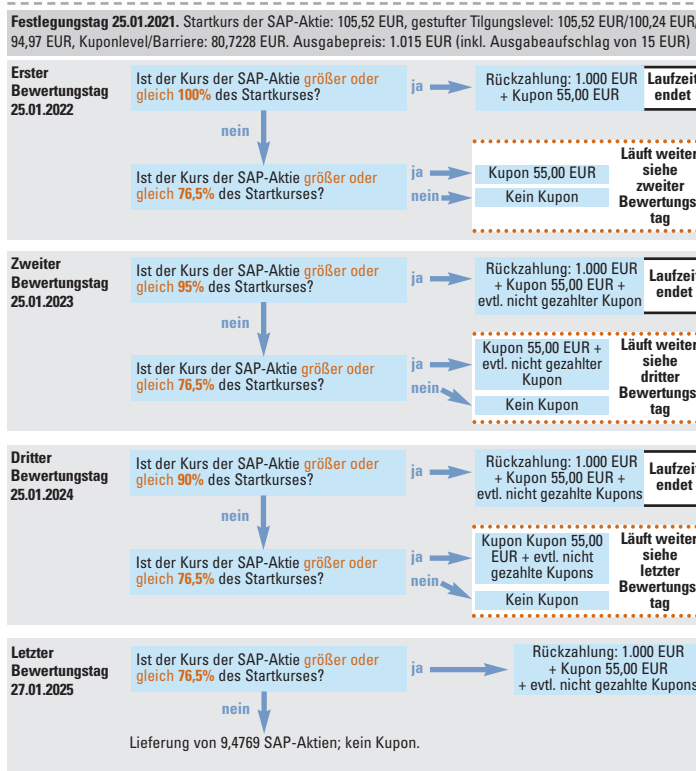 Festlegungstag 25.01.2021. Startkurs der SAP-Aktie: 105,52 EUR, gestufter Tilgungslevel: 105,52 EUR/100,24 EUR/
94,97 EUR, Kuponlevel/Barriere: 80,7228 EUR. Ausgabepreis: 1.015 EUR (inkl. Ausgabeaufschlag von 15 EUR)
Erster
Bewertungstag
25.01.2022
Ist der Kurs der SAP-Aktie größer oder
gleich 100% des Startkurses?
ja
Rückzahlung: 1.000 EUR
+ Kupon 55,00 EUR
Laufzeit
endet
nein
Ist der Kurs der SAP-Aktie größer oder
gleich 76,5% des Startkurses?
ja
nein
Kupon 55,00 EUR
Kein Kupon
Läuft weiter
siehe
zweiter
Bewertungs
tag
Zweiter
Bewertungstag
25.01.2023
Ist der Kurs der SAP-Aktie größer oder
gleich 95% des Startkurses?
ja
Rückzahlung: 1.000 EUR
+ Kupon 55,00 EUR +
evtl. nicht gezahlter Kupon
Laufzeit
endet
nein
Ist der Kurs der SAP-Aktie größer oder
gleich 76,5% des Startkurses?
ja
nein
Kupon 55,00 EUR +
evtl. nicht gezahlter
Kupon
Kein Kupon
Läuft weiter
siehe
dritter
Bewertungs
tag
Dritter
Bewertungstag
25.01.2024
Ist der Kurs der SAP-Aktie größer oder
gleich 90% des Startkurses?
ja
Rückzahlung: 1.000 EUR
+ Kupon 55,00 EUR +
evtl. nicht gezahlte Kupons
Laufzeit
endet
nein
Ist der Kurs der SAP-Aktie größer oder
gleich 76,5% des Startkurses?
ja
nein
Kupon Kupon 55,00
EUR + evtl. nicht
gezahlte Kupons
Kein Kupon
Läuft weiter
siehe
letzter
Bewertungs
tag
Letzter
Bewertungstag
27.01.2025
Ist der Kurs der SAP-Aktie größer oder
gleich 76,5% des Startkurses?
ja
Rückzahlung: 1.000 EUR
+ Kupon 55,00 EUR
+ evtl. nicht gezahlte Kupons
nein
Lieferung von 9,4769 SAP-Aktien; kein Kupon.